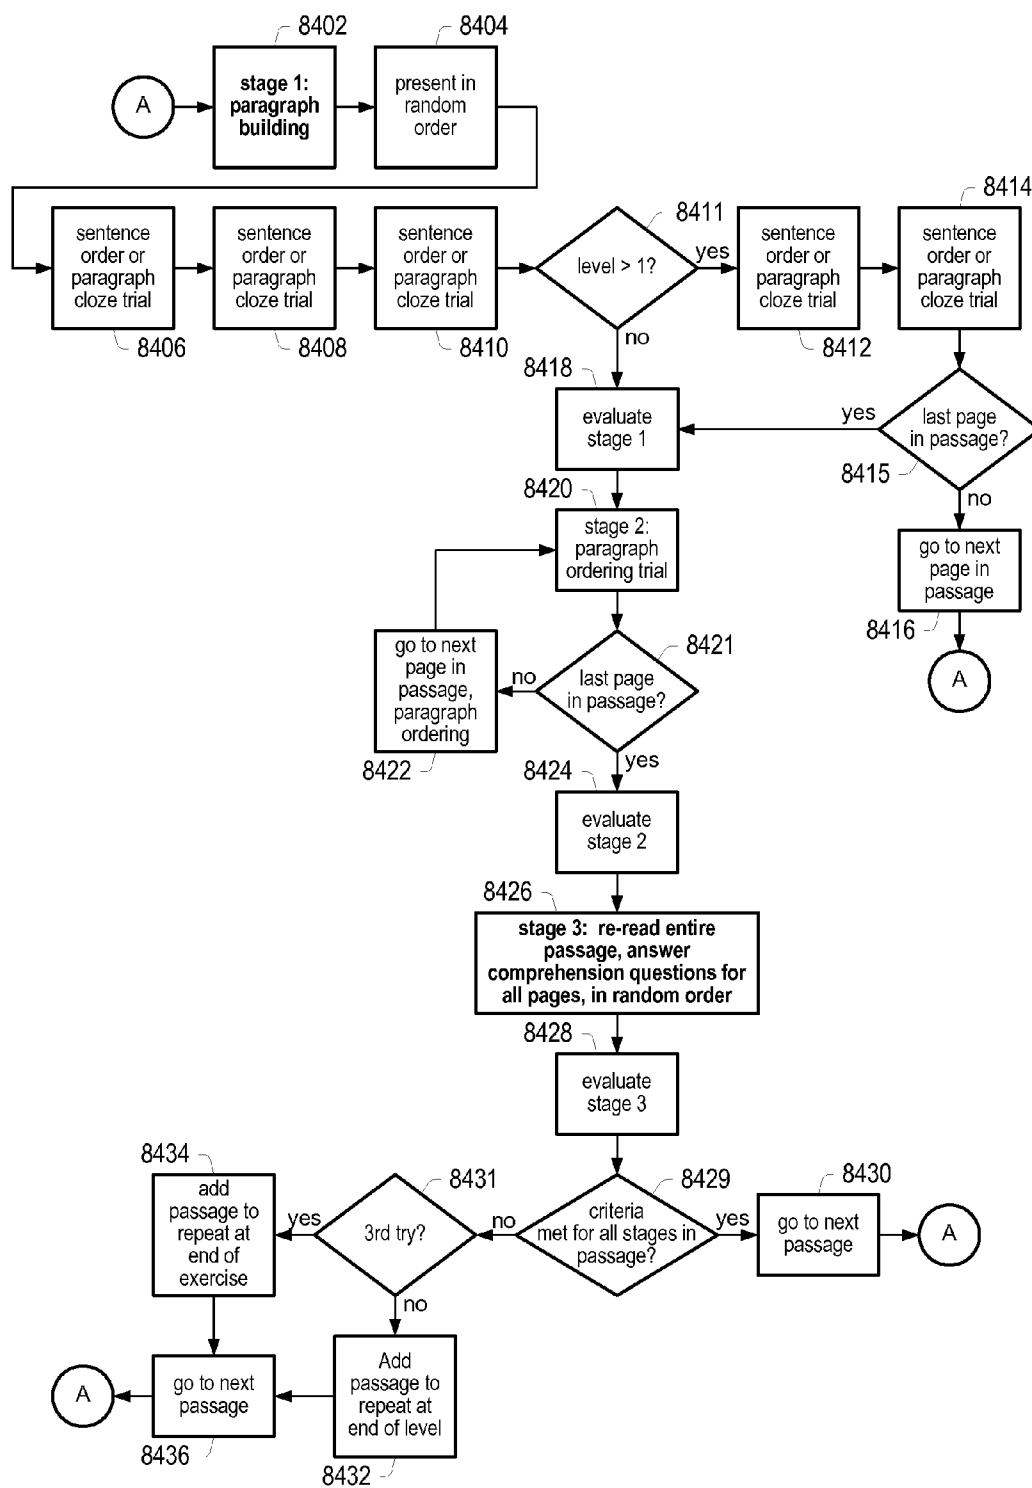 8402
8404
A
stage 1:
paragraph
building
present in
random
order
8414
8411
sentence
order or
paragraph
cloze trial
sentence
order or
paragraph
cloze trial
sentence
order or
paragraph
cloze trial
level > 1?
yes
sentence
order or
paragraph
cloze trial
sentence
order or
paragraph
cloze trial
8406
8408
8410
no
8412
8418
evaluate
stage 1
yes
last page
in passage?
8415
no
8420
stage 2:
paragraph
ordering trial
go to next
page in
passage
8416
8421
A
go to next
page in
passage,
paragraph
ordering
no
last page
in passage?
8422
yes
8424
evaluate
stage 2
8426
stage 3: re-read entire
passage, answer
comprehension questions for
all pages, in random order
8428
evaluate
stage 3
8434
8431
8429
8430
add
passage to
repeat at
end of
exercise
yes
3rd try?
no
criteria
met for all stages in
passage?
yes
go to next
passage
A
no
A
go to next
passage
Add
passage to
repeat at
end of level
8436
8432